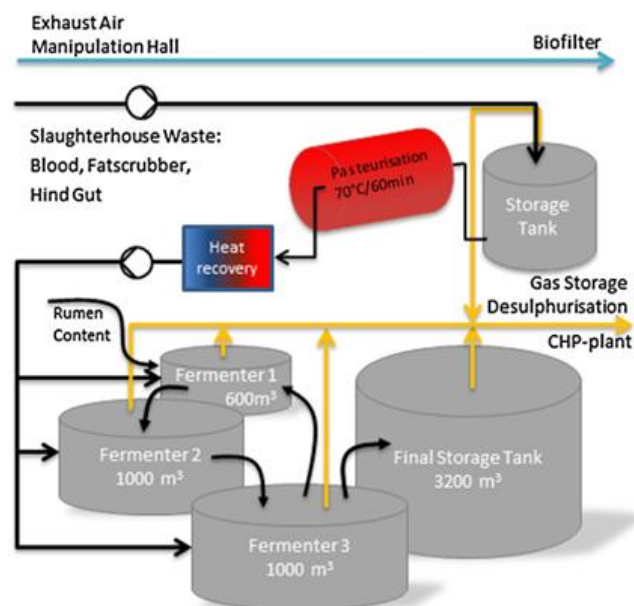 Exhaust Air
Manipulation Hall
Biofilter
Slaughterhouse Waste:
Blood, Fatscrubber,
Hind Gut
Pasteurisation
70°C/60min
Storage
Tank
Heat
recovery
Gas Storage
Desulphurisation
CHP-plant
Rumen
Content
Fermenter 1
600m³
Fermenter 2
1000 m³
Final Storage Tank
3200 m³
Fermenter 3
1000 m³